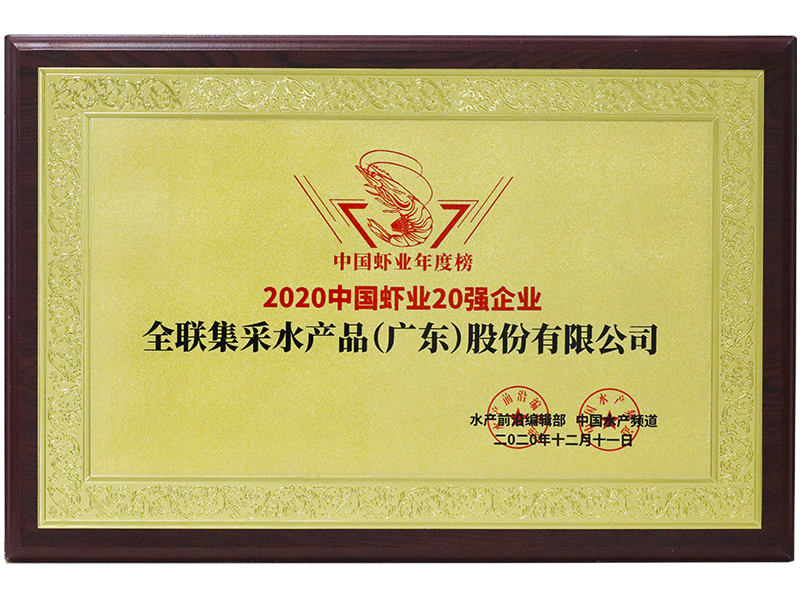 中国虾业年度榜
2020中国虾业20强企业
全联集采水产品（广东）股份有限公司
水产前沿编辑部 中国水产频道
二〇二〇年十二月十一日